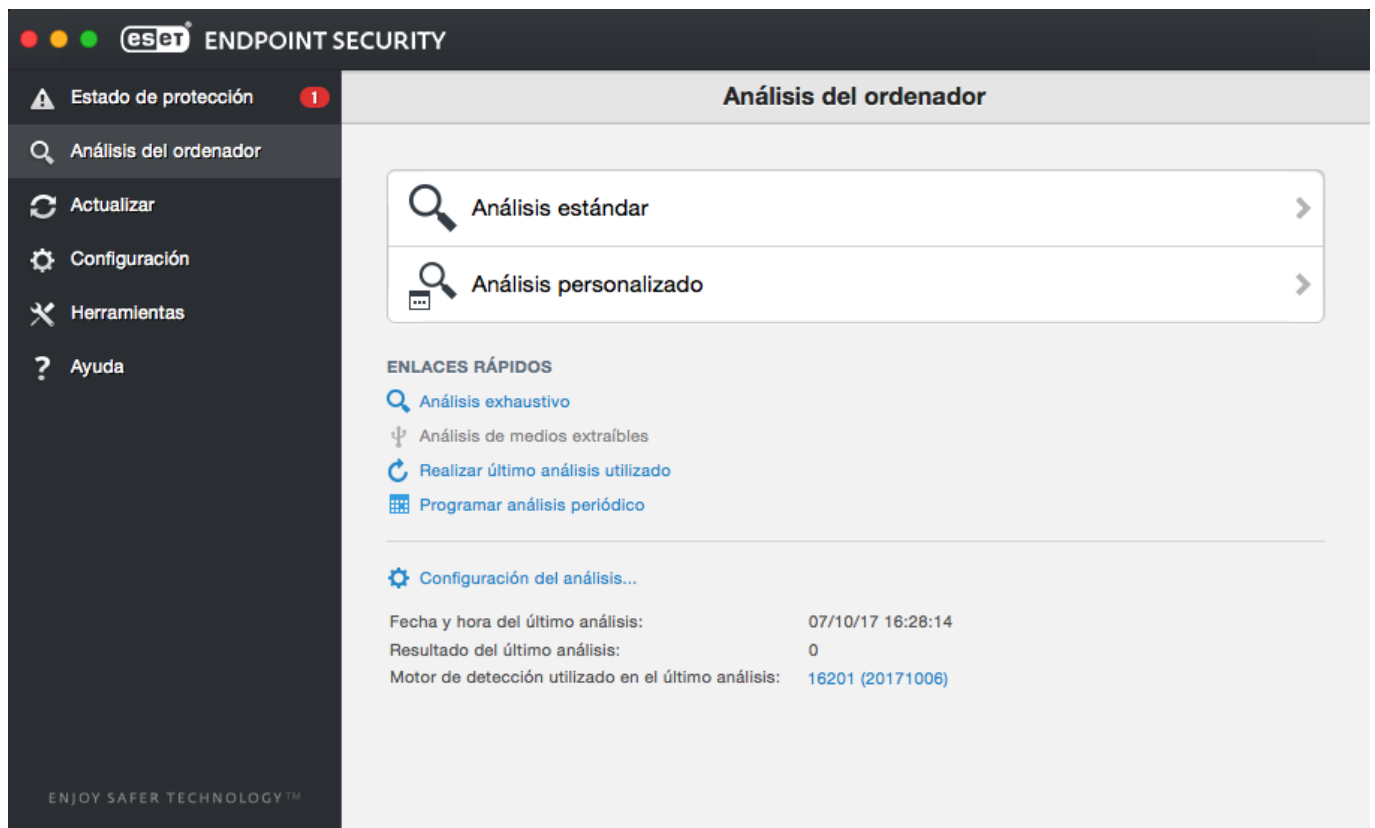 eset ENDPOINT SECURITY
Estado de protección 1
Análisis del ordenador
Actualizar
Configuración
Herramientas
Ayuda
ENJOY SAFER TECHNOLOGY™
Análisis del ordenador
Análisis estándar
Análisis personalizado
ENLACES RÁPIDOS
Análisis exhaustivo
Análisis de medios extraíbles
Realizar último análisis utilizado
Programar análisis periódico
Configuración del análisis...
Fecha y hora del último análisis: 07/10/17 16:28:14
Resultado del último análisis: 0
Motor de detección utilizado en el último análisis: 16201 (20171006)